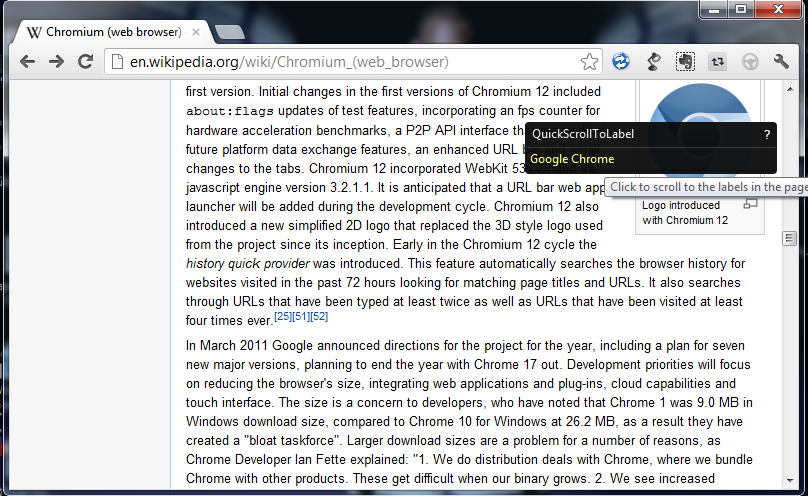 Chromium (web browser)
en.wikipedia.org/wiki/Chromium_(web_browser)
first version. Initial changes in the first versions of Chromium 12 included
about:flags updates of test features, incorporating an fps counter for
hardware acceleration benchmarks, a P2P API interface
future platform data exchange features, an enhanced URL
changes to the tabs. Chromium 12 incorporated WebKit
javascript engine version 3.2.1.1. It is anticipated that a URL bar web app
launcher will be added during the development cycle. Chromium 12 also
introduced a new simplified 2D logo that replaced the 3D style logo used
from the project since its inception. Early in the Chromium 12 cycle the
history quick provider was introduced. This feature automatically searches the browser history for
websites visited in the past 72 hours looking for matching page titles and URLs. It also searches
through URLs that have been typed at least twice as well as URLs that have been visited at least
four times ever.[25][51][52]
QuickScrollToLabel ?
Google Chrome
Click to scroll to the labels in the page
Logo introduced
with Chromium 12
In March 2011 Google announced directions for the project for the year, including a plan for seven
new major versions, planning to end the year with Chrome 17 out. Development priorities will focus
on reducing the browser's size, integrating web applications and plug-ins, cloud capabilities and
touch interface. The size is a concern to developers, who have noted that Chrome 1 was 9.0 MB in
Windows download size, compared to Chrome 10 for Windows at 26.2 MB, as a result they have
created a "bloat taskforce". Larger download sizes are a problem for a number of reasons, as
Chrome Developer Ian Fette explained: "1. We do distribution deals with Chrome, where we bundle
Chrome with other products. These get difficult when our binary grows. 2. We see increased